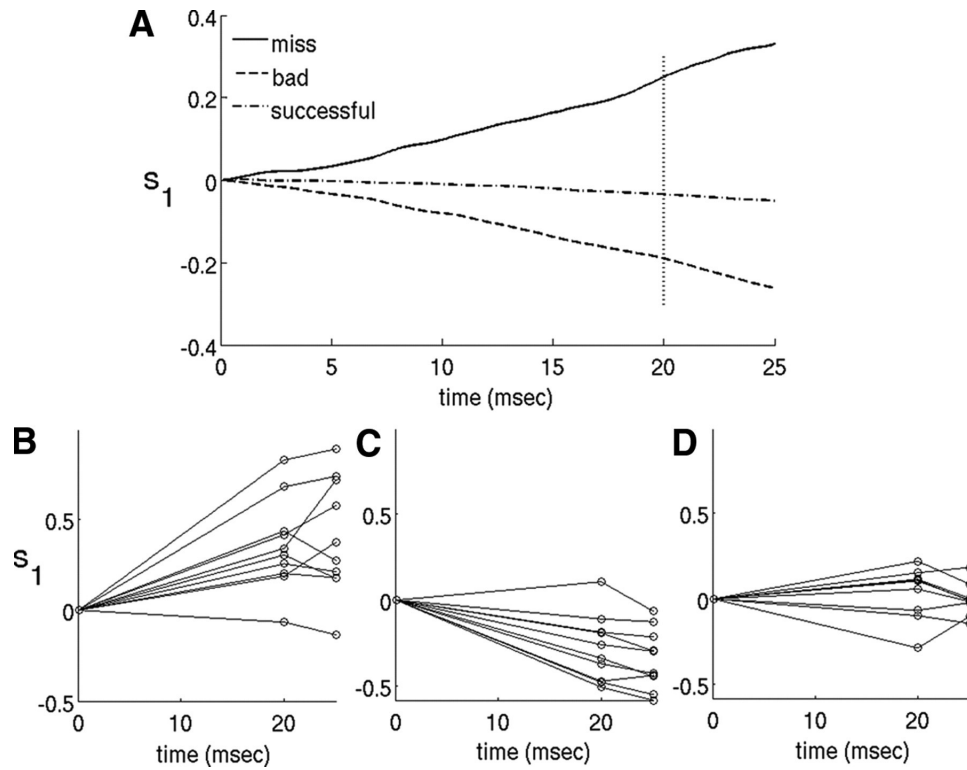 A
0.4
miss
bad
0.2
successful
s1
0
-0.2
-0.4
0 5 10 15 20 25
time (msec)
B C D
0.5 0.5 0.5
s1
0 0 0
-0.5 -0.5 -0.5
0 10 20 0 10 20 0 10 20
time (msec) time (msec) time (msec)